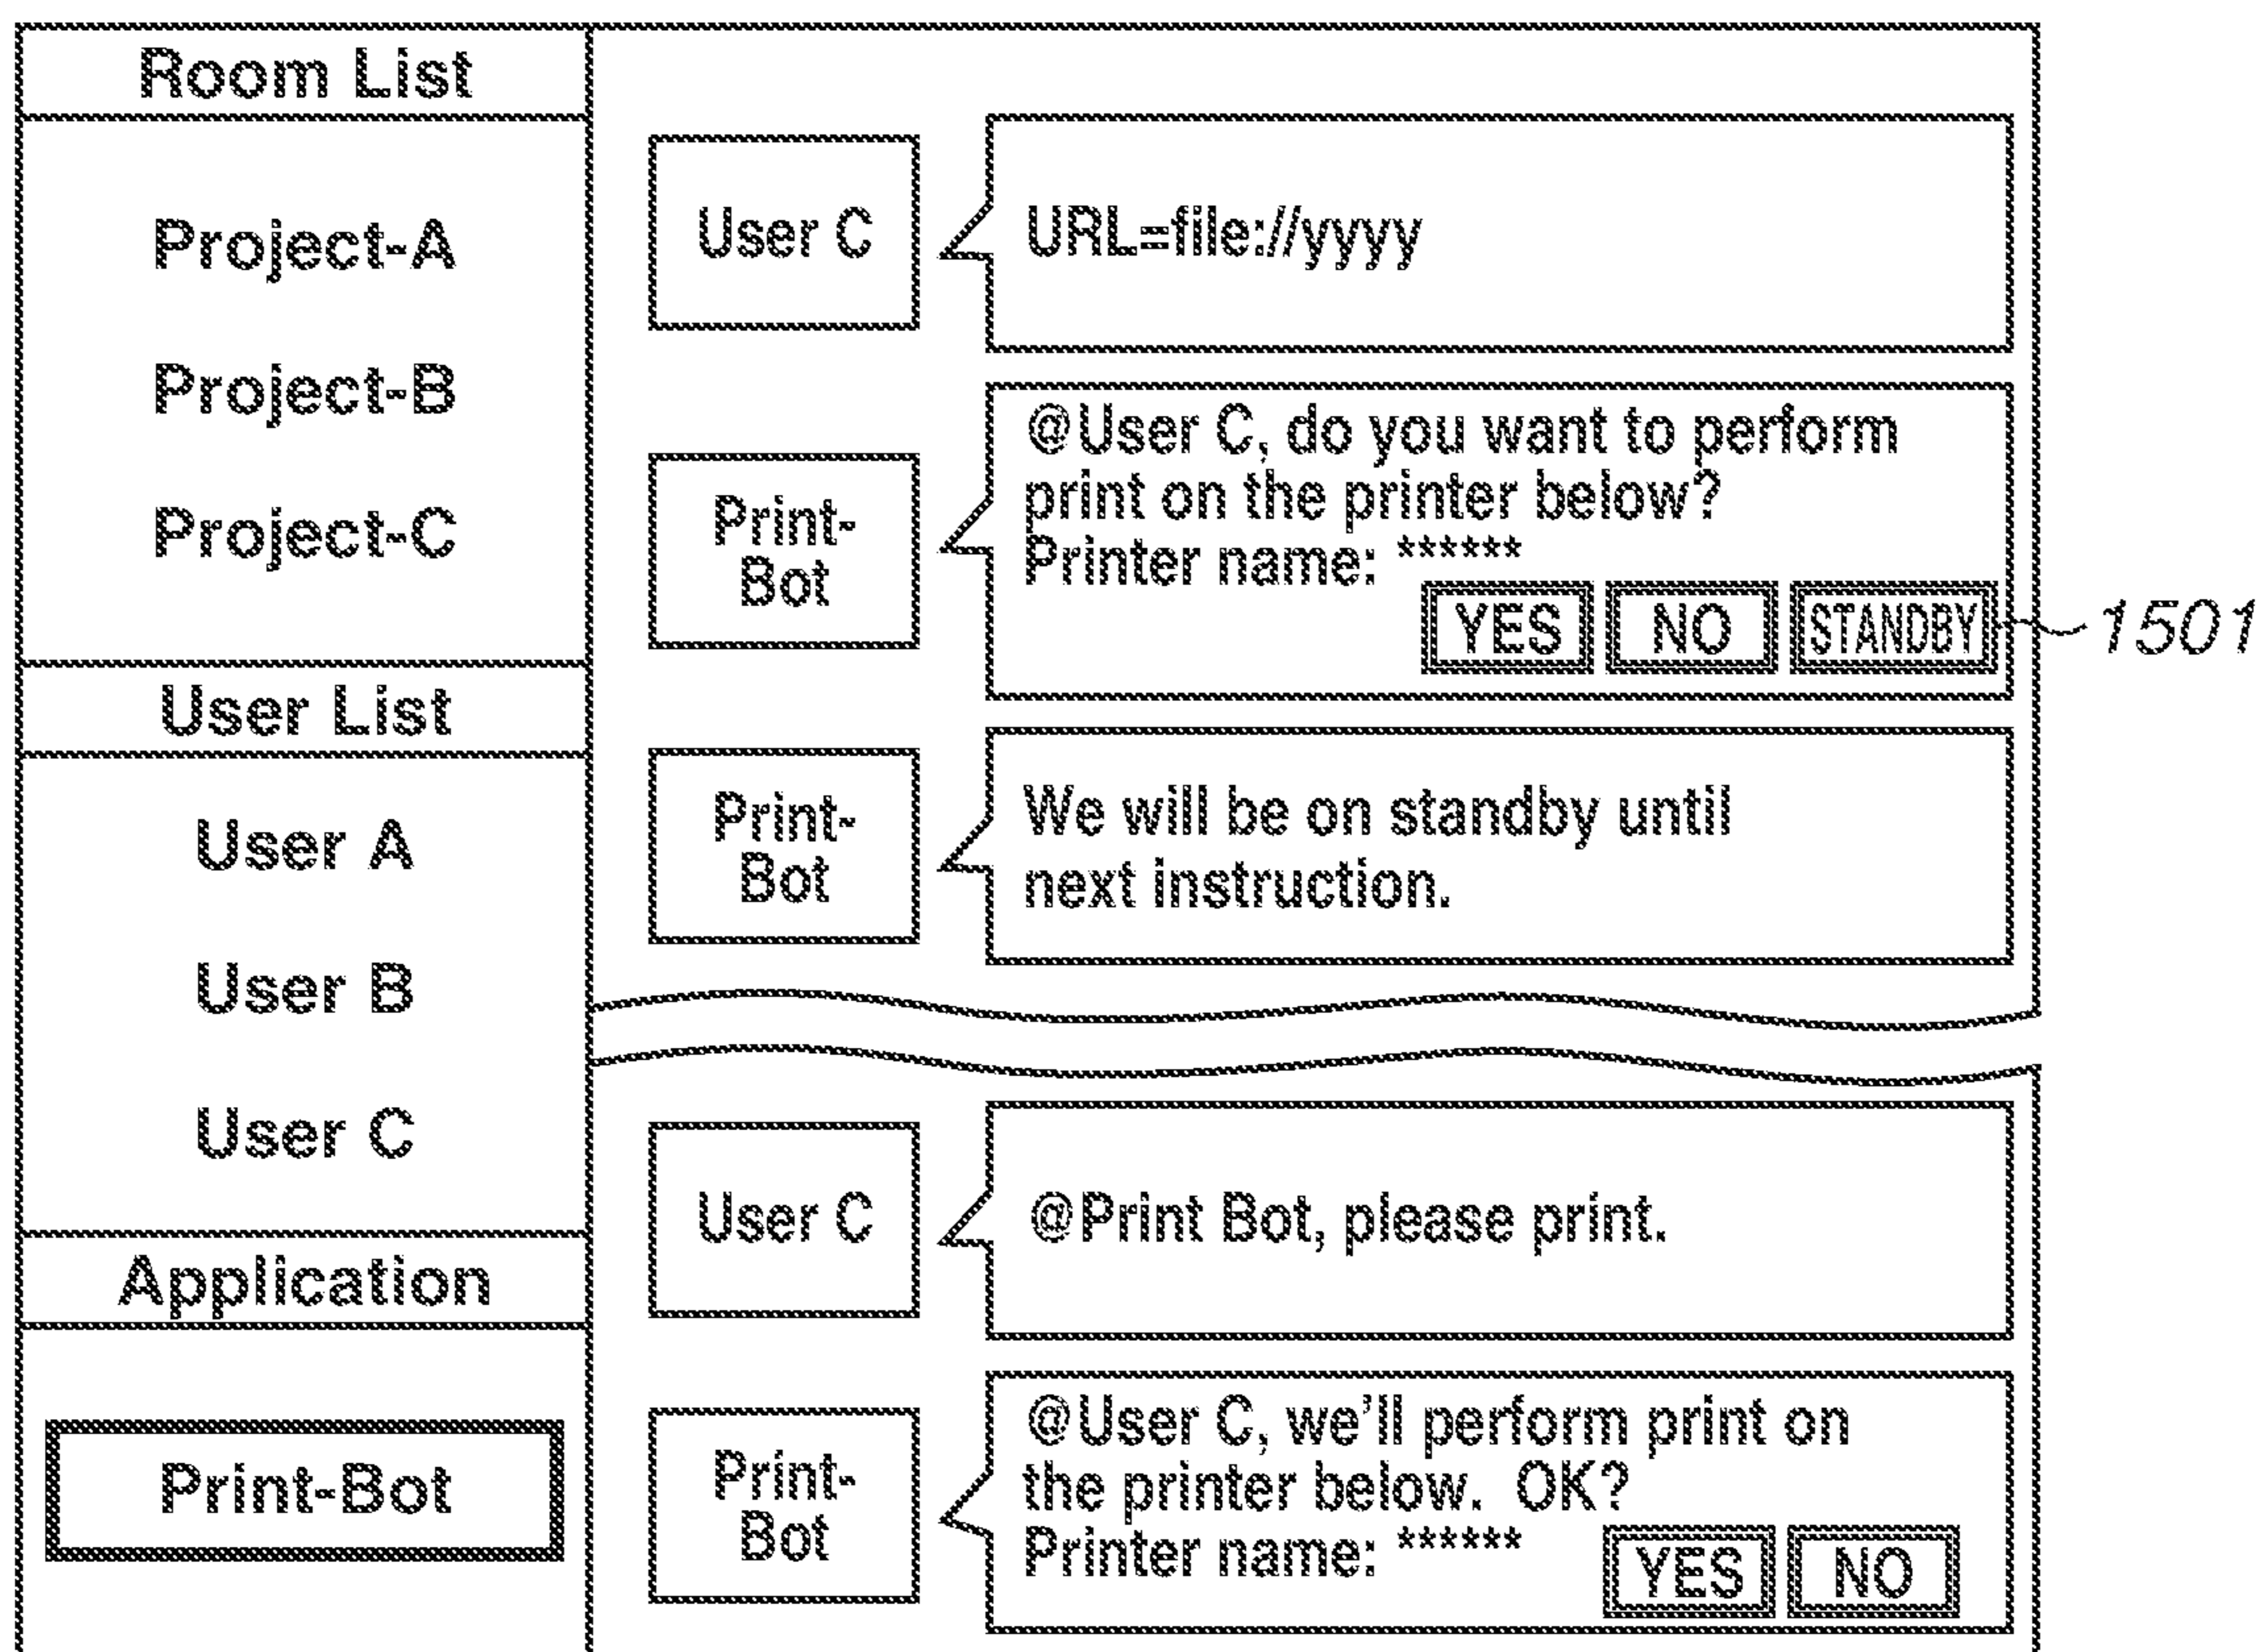 Room List
Project-A
Project-B
Project-C
User List
User A
User B
User C
Application
Print-Bot
User C
URL=file://yyyy
Print-
Bot
@User C, do you want to perform
print on the printer below?
Printer name: ******
YES NO STANDBY
1501
Print-
Bot
We will be on standby until
next instruction.
User C
@Print Bot, please print.
Print-
Bot
@User C, we'll perform print on
the printer below. OK?
Printer name: ******
YES NO